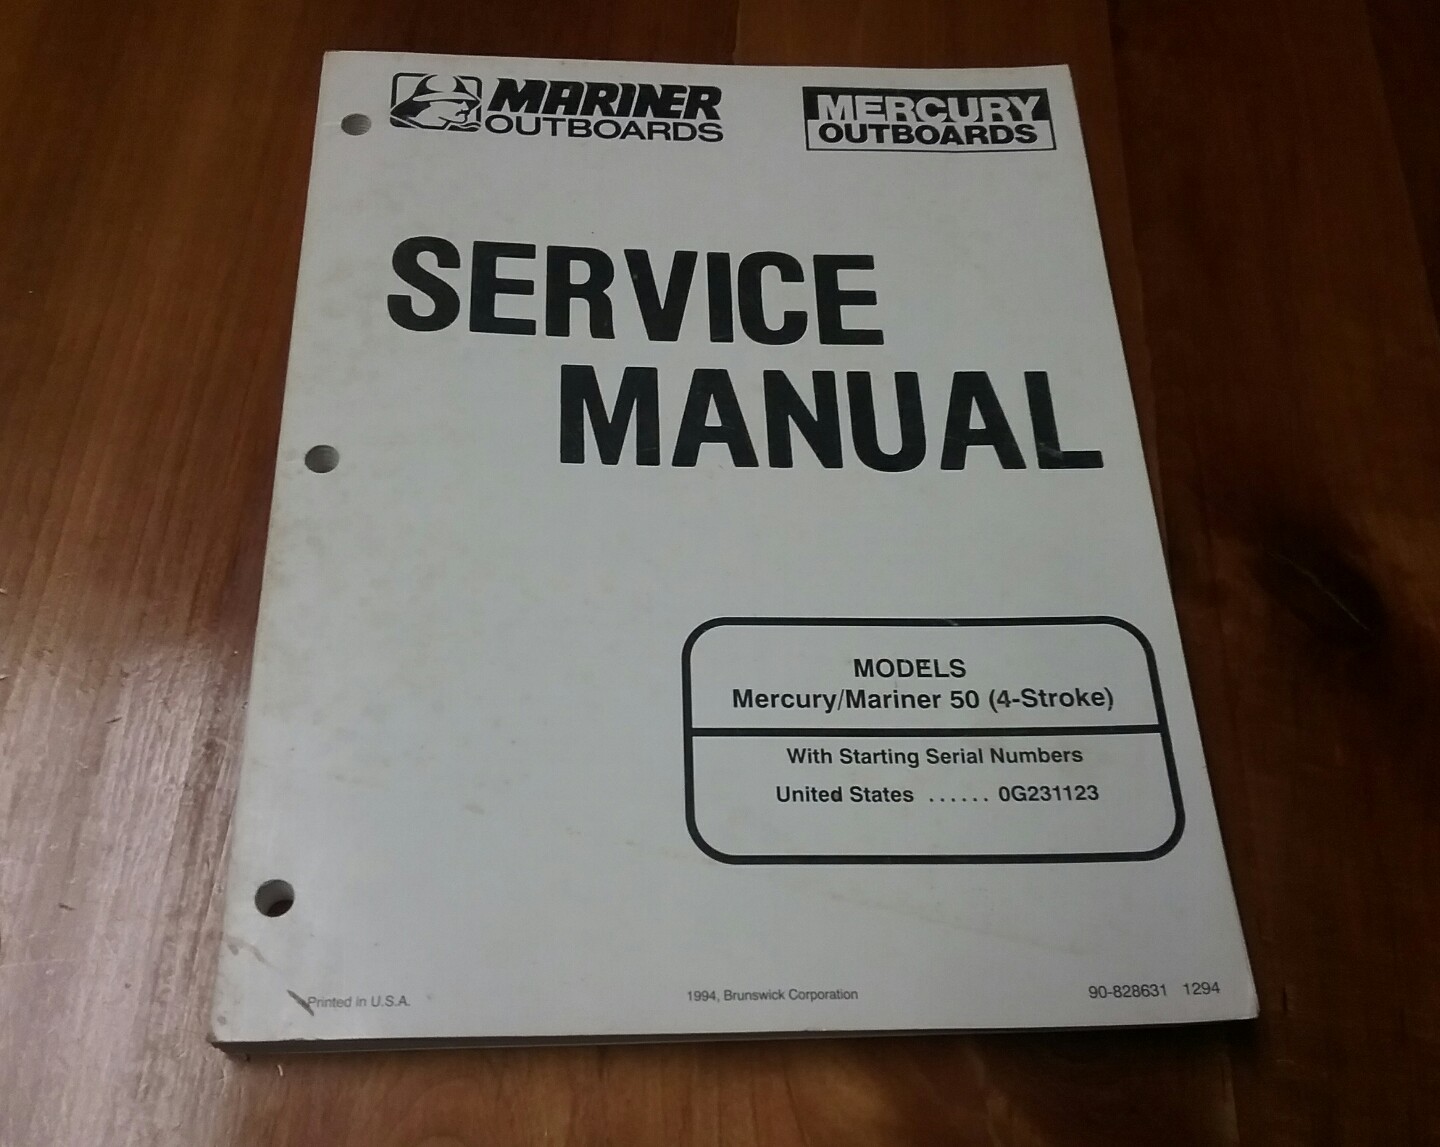 MARINER
OUTBOARDS
MERCURY
OUTBOARDS
SERVICE
MANUAL
MODELS
Mercury/Mariner 50 (4-Stroke)
With Starting Serial Numbers
United States ...... 0G231123
Printed in U.S.A.
1994, Brunswick Corporation
90-828631 1294